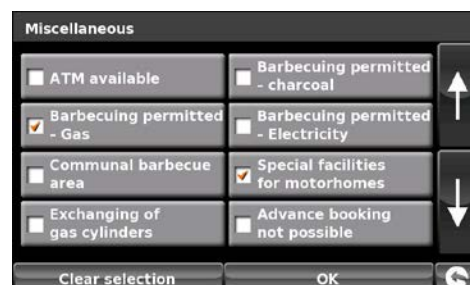 Miscellaneous
ATM available
Barbecuing permitted
- charcoal
Barbecuing permitted
- Gas
Barbecuing permitted
- Electricity
Communal barbecue
area
Special facilities
for motorhomes
Exchanging of
gas cylinders
Advance booking
not possible
Clear selection
OK